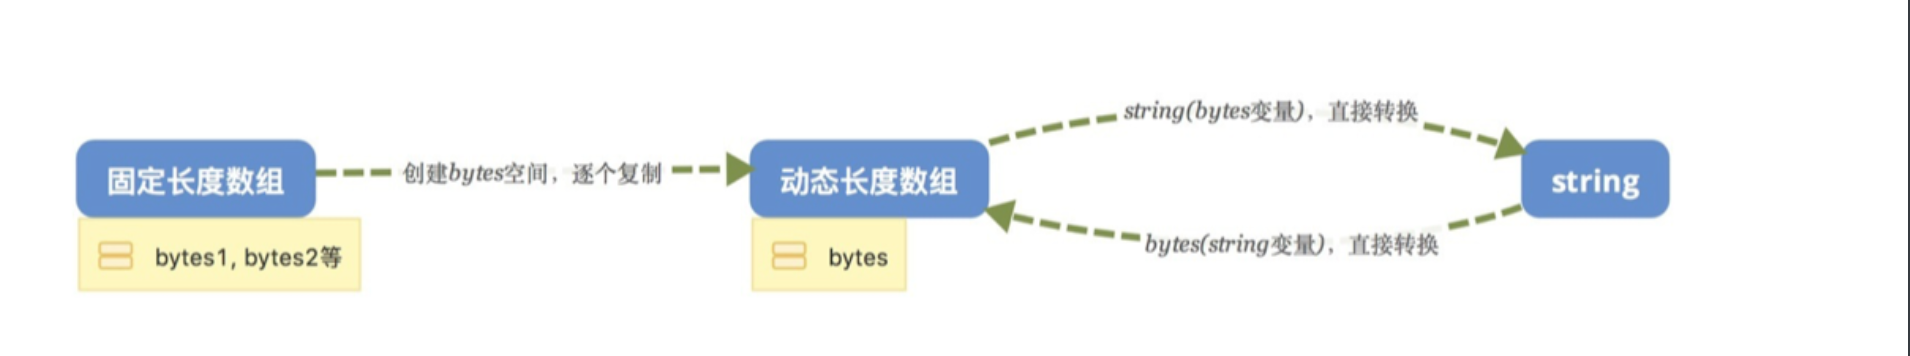 固定长度数组
bytes1, bytes2等
创建bytes空间，逐个复制
动态长度数组
bytes
string(bytes变量)，直接转换
bytes(string变量)，直接转换
string